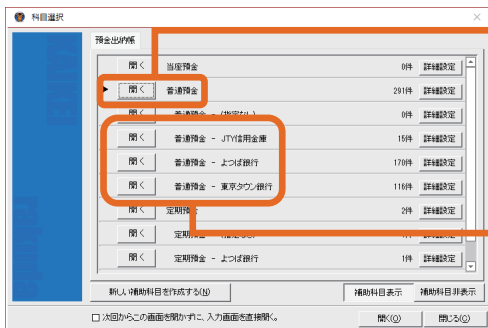 科目選択
預金出納帳
開く 当座預金 0件 詳細設定
開く 普通預金 291件 詳細設定
開く 普通預金 - (指定なし) 0件 詳細設定
開く 普通預金 - JTY信用金庫 15件 詳細設定
開く 普通預金 - よつば銀行 170件 詳細設定
開く 普通預金 - 東京タウン銀行 116件 詳細設定
開く 定期預金 2件 詳細設定
開く 定期預金 1件 詳細設定
開く 定期預金 - よつば銀行 1件 詳細設定
新しい補助科目を作成する(N) 補助科目表示 補助科目非表示
次回からこの画面を開かずに、入力画面を直接開く。 開く(O) 閉じる(C)